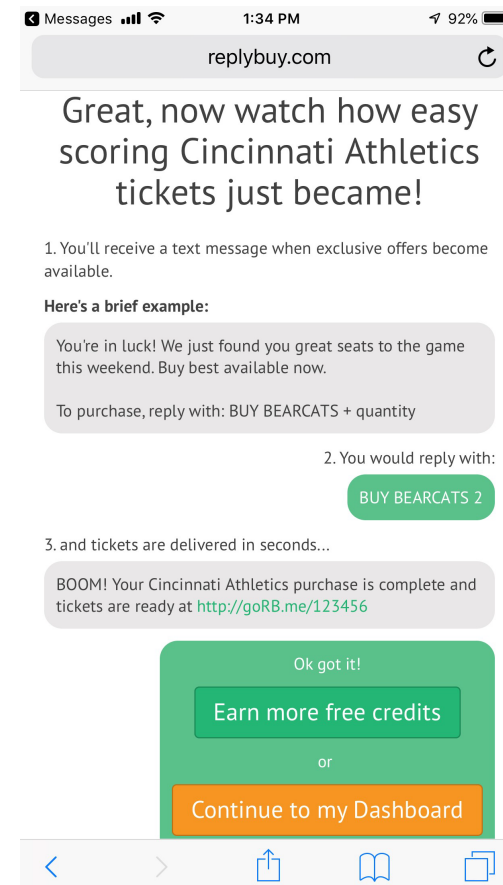 Messages 1:34 PM 92%
replybuy.com
Great, now watch how easy
scoring Cincinnati Athletics
tickets just became!
1. You'll receive a text message when exclusive offers become
available.
Here's a brief example:
You're in luck! We just found you great seats to the game
this weekend. Buy best available now.
To purchase, reply with: BUY BEARCATS + quantity
2. You would reply with:
BUY BEARCATS 2
3. and tickets are delivered in seconds...
BOOM! Your Cincinnati Athletics purchase is complete and
tickets are ready at http://goRB.me/123456
Ok got it!
Earn more free credits
or
Continue to my Dashboard